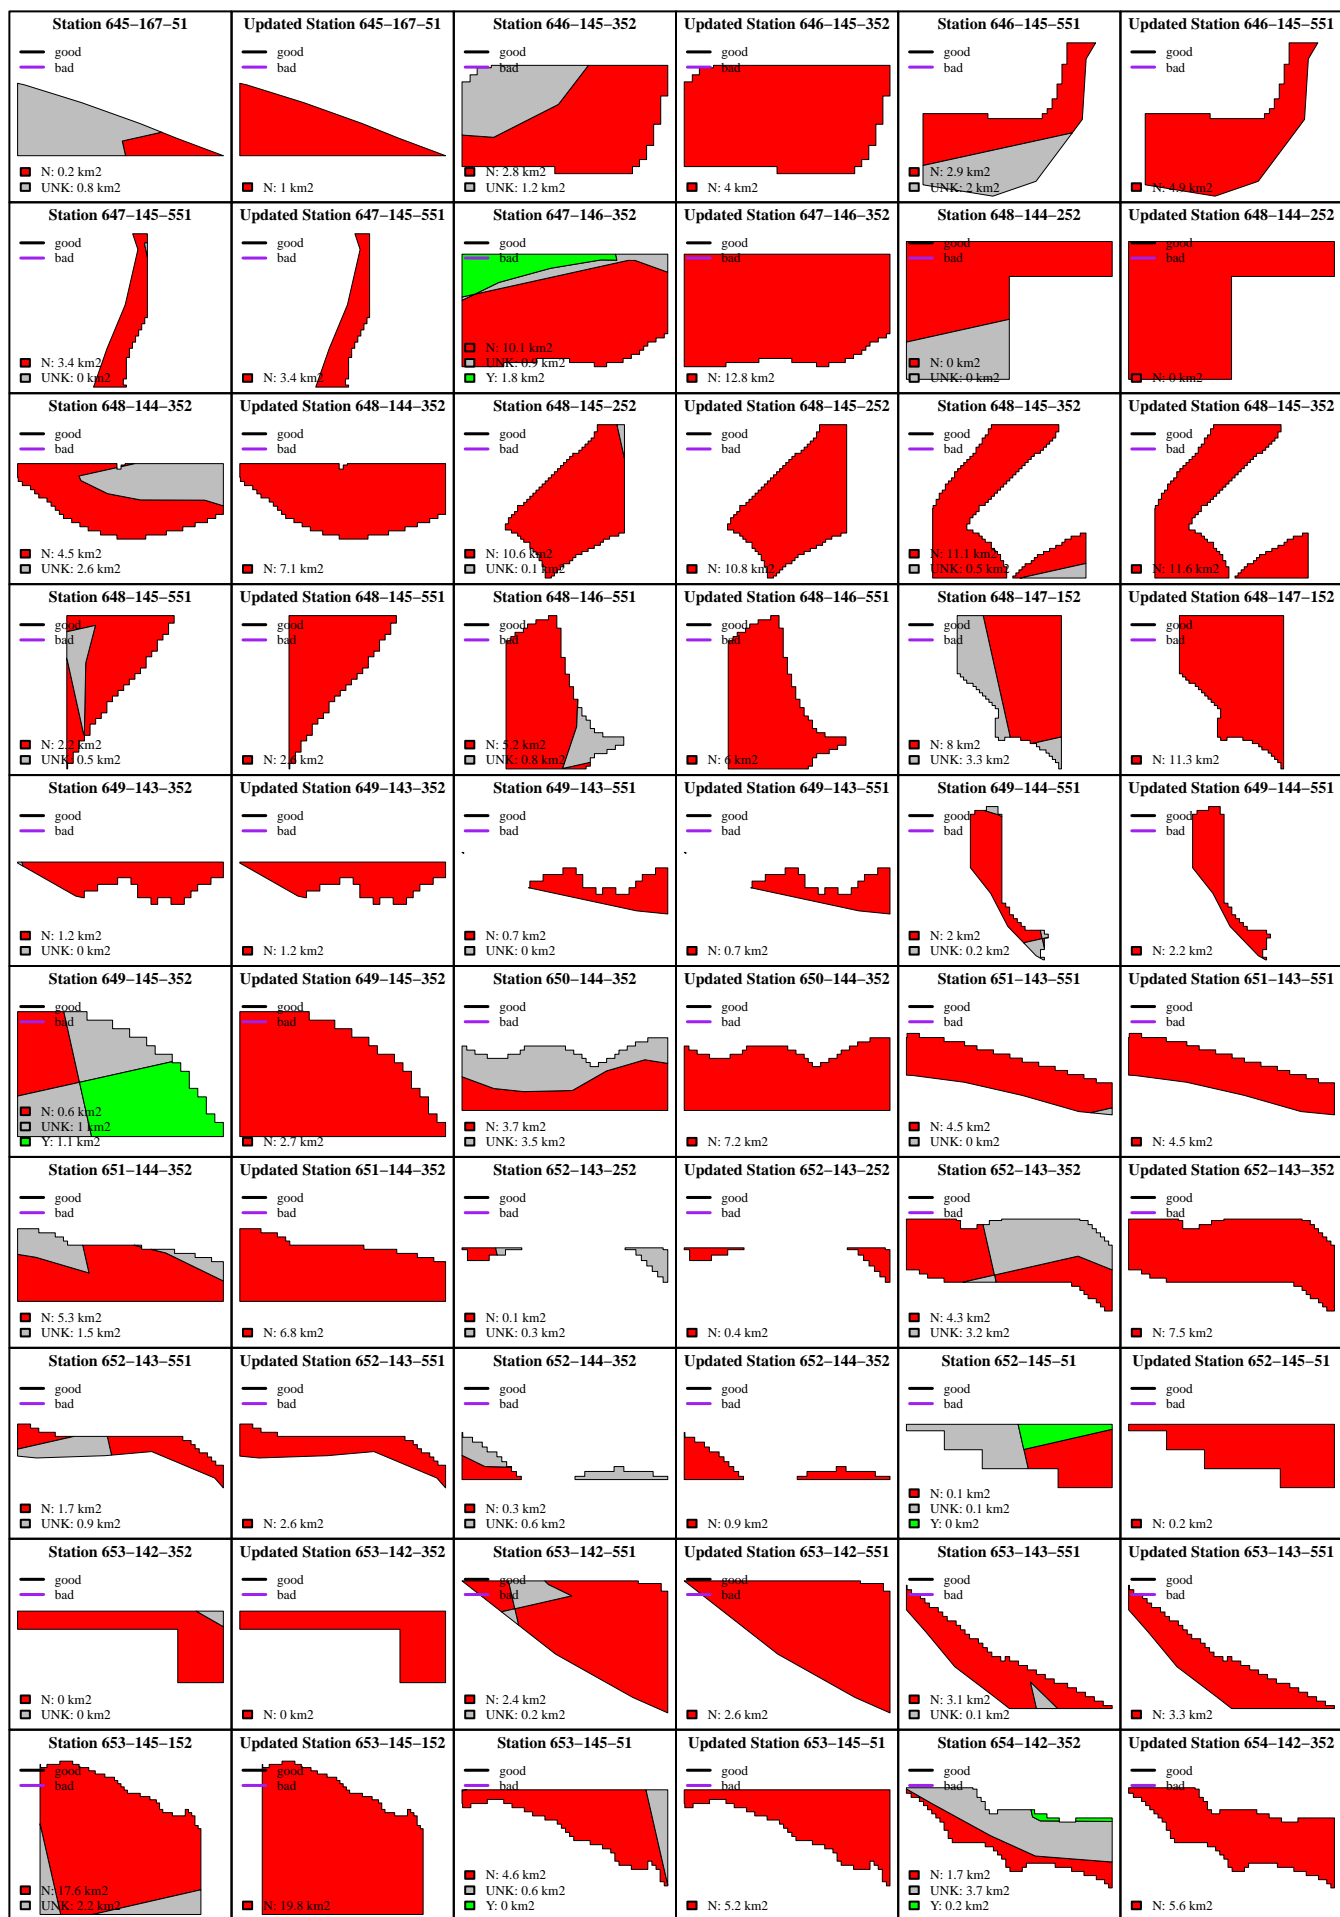 Station 645−167−51
good
bad
N: 0.2 km2
UNK: 0.8 km2
Updated Station 645−167−51
good
bad
N: 1 km2
Station 646−145−352
good
bad
N: 2.8 km2
UNK: 1.2 km2
Updated Station 646−145−352
good
bad
N: 4 km2
Station 646−145−551
good
bad
N: 2.9 km2
UNK: 2 km2
Updated Station 646−145−551
good
bad
N: 4.9 km2
Station 647−145−551
good
bad
N: 3.4 km2
UNK: 0 km2
Updated Station 647−145−551
good
bad
N: 3.4 km2
Station 647−146−352
good
bad
N: 10.1 km2
UNK: 0.9 km2
Y: 1.8 km2
Updated Station 647−146−352
good
bad
N: 12.8 km2
Station 648−144−252
good
bad
N: 0 km2
UNK: 0 km2
Updated Station 648−144−252
good
bad
N: 0 km2
Station 648−144−352
good
bad
N: 4.5 km2
UNK: 2.6 km2
Updated Station 648−144−352
good
bad
N: 7.1 km2
Station 648−145−252
good
bad
N: 10.6 km2
UNK: 0.1 km2
Updated Station 648−145−252
good
bad
N: 10.8 km2
Station 648−145−352
good
bad
N: 11.1 km2
UNK: 0.5 km2
Updated Station 648−145−352
good
bad
N: 11.6 km2
Station 648−145−551
good
bad
N: 2.2 km2
UNK: 0.5 km2
Updated Station 648−145−551
good
bad
N: km2
Station 648−146−551
good
bad
N: 5.2 km2
UNK: 0.8 km2
Updated Station 648−146−551
good
bad
N: 6 km2
Station 648−147−152
good
bad
N: 8 km2
UNK: 3.3 km2
Updated Station 648−147−152
good
bad
N: 11.3 km2
Station 649−143−352
good
bad
N: 1.2 km2
UNK: 0 km2
Updated Station 649−143−352
good
bad
N: 1.2 km2
Station 649−143−551
good
bad
N: 0.7 km2
UNK: 0 km2
Updated Station 649−143−551
good
bad
N: 0.7 km2
Station 649−144−551
good
bad
N: 2 km2
UNK: 0.2 km2
Updated Station 649−144−551
good
bad
N: 2.2 km2
Station 649−145−352
good
bad
N: 0.6 km2
UNK: 1 km2
Y: 1.1 km2
Updated Station 649−145−352
good
bad
N: 2.7 km2
Station 650−144−352
good
bad
N: 3.7 km2
UNK: 3.5 km2
Updated Station 650−144−352
good
bad
N: 7.2 km2
Station 651−143−551
good
bad
N: 4.5 km2
UNK: 0 km2
Updated Station 651−143−551
good
bad
N: 4.5 km2
Station 651−144−352
good
bad
N: 5.3 km2
UNK: 1.5 km2
Updated Station 651−144−352
good
bad
N: 6.8 km2
Station 652−143−252
good
bad
N: 0.1 km2
UNK: 0.3 km2
Updated Station 652−143−252
good
bad
N: 0.4 km2
Station 652−143−352
good
bad
N: 4.3 km2
UNK: 3.2 km2
Updated Station 652−143−352
good
bad
N: 7.5 km2
Station 652−143−551
good
bad
N: 1.7 km2
UNK: 0.9 km2
Updated Station 652−143−551
good
bad
N: 2.6 km2
Station 652−144−352
good
bad
N: 0.3 km2
UNK: 0.6 km2
Updated Station 652−144−352
good
bad
N: 0.9 km2
Station 652−145−51
good
bad
N: 0.1 km2
UNK: 0.1 km2
Y: 0 km2
Updated Station 652−145−51
good
bad
N: 0.2 km2
Station 653−142−352
good
bad
N: 0 km2
UNK: 0 km2
Updated Station 653−142−352
good
bad
N: 0 km2
Station 653−142−551
good
bad
N: 2.4 km2
UNK: 0.2 km2
Updated Station 653−142−551
good
bad
N: 2.6 km2
Station 653−143−551
good
bad
N: 3.1 km2
UNK: 0.1 km2
Updated Station 653−143−551
good
bad
N: 3.3 km2
Station 653−145−152
good
bad
N: 17.6 km2
UNK: 2.2 km2
Updated Station 653−145−152
good
bad
N: 19.8 km2
Station 653−145−51
good
bad
N: 4.6 km2
UNK: 0.6 km2
Y: 0 km2
Updated Station 653−145−51
good
bad
N: 5.2 km2
Station 654−142−352
good
bad
N: 1.7 km2
UNK: 3.7 km2
Y: 0.2 km2
Updated Station 654−142−352
good
bad
N: 5.6 km2